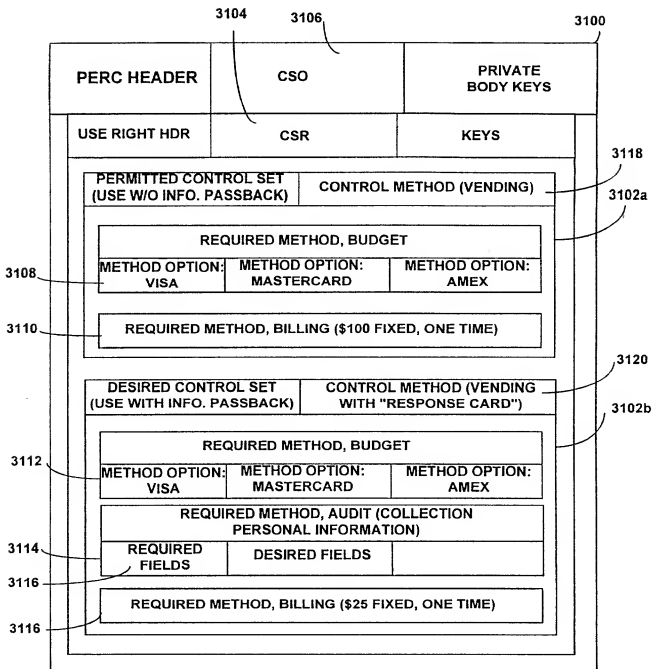 3104
3106
3100
PERC HEADER
CSO
PRIVATE
BODY KEYS
USE RIGHT HDR
CSR
KEYS
3118
PERMITTED CONTROL SET
(USE W/O INFO. PASSBACK)
CONTROL METHOD (VENDING)
3102a
REQUIRED METHOD, BUDGET
3108
METHOD OPTION:
VISA
METHOD OPTION:
MASTERCARD
METHOD OPTION:
AMEX
3110
REQUIRED METHOD, BILLING ($100 FIXED, ONE TIME)
3120
DESIRED CONTROL SET
(USE WITH INFO. PASSBACK)
CONTROL METHOD (VENDING
WITH "RESPONSE CARD")
3102b
REQUIRED METHOD, BUDGET
3112
METHOD OPTION:
VISA
METHOD OPTION:
MASTERCARD
METHOD OPTION:
AMEX
REQUIRED METHOD, AUDIT (COLLECTION
PERSONAL INFORMATION)
3114
REQUIRED
FIELDS
DESIRED FIELDS
3116
REQUIRED METHOD, BILLING ($25 FIXED, ONE TIME)
3116